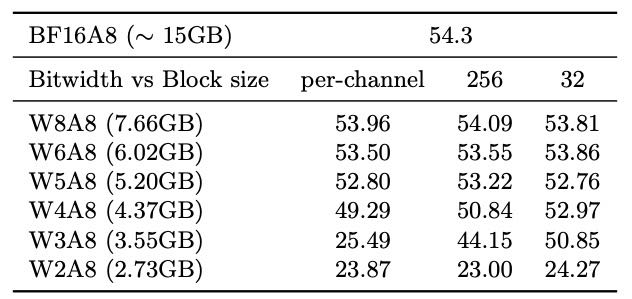 BF16A8 (∼ 15GB) 54.3
Bitwidth vs Block size per-channel 256 32
W8A8 (7.66GB) 53.96 54.09 53.81
W6A8 (6.02GB) 53.50 53.55 53.86
W5A8 (5.20GB) 52.80 53.22 52.76
W4A8 (4.37GB) 49.29 50.84 52.97
W3A8 (3.55GB) 25.49 44.15 50.85
W2A8 (2.73GB) 23.87 23.00 24.27